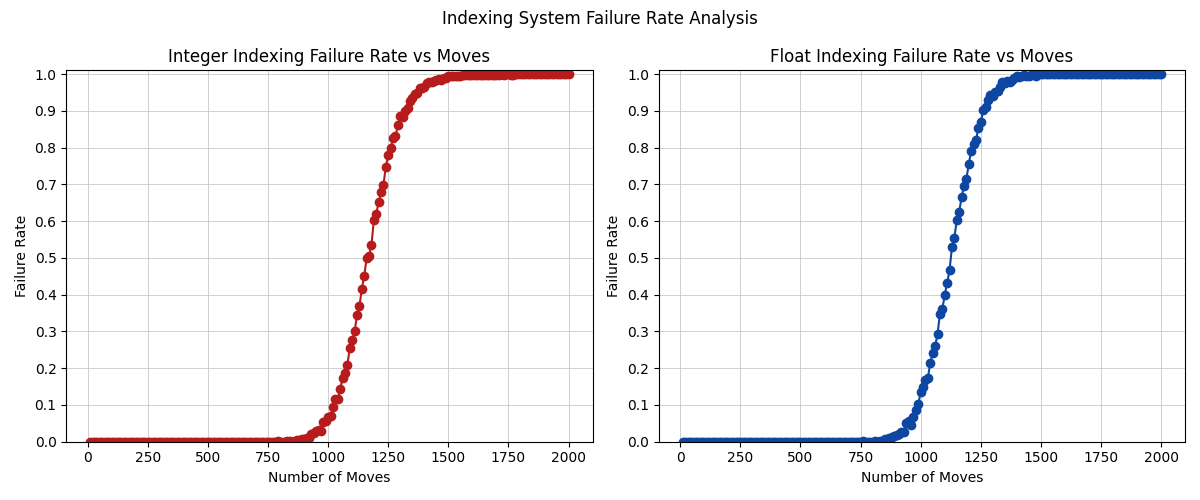 Indexing System Failure Rate Analysis
Integer Indexing Failure Rate vs Moves
1.0
0.9
0.8
0.7
0.6
0.5
0.4
0.3
0.2
0.1
0.0
Failure Rate
0 250 500 750 1000 1250 1500 1750 2000
Number of Moves
Float Indexing Failure Rate vs Moves
1.0
0.9
0.8
0.7
0.6
0.5
0.4
0.3
0.2
0.1
0.0
Failure Rate
0 250 500 750 1000 1250 1500 1750 2000
Number of Moves